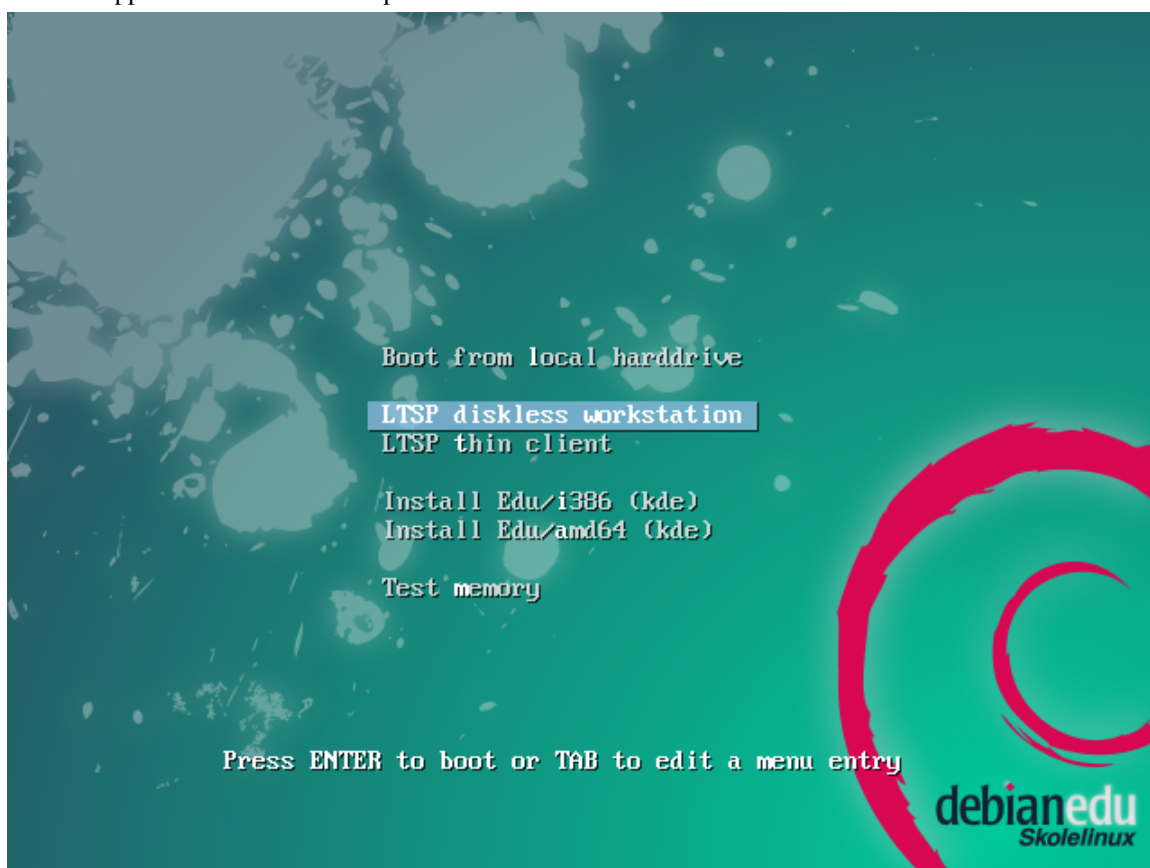 Boot from local harddrive
LTSP diskless workstation
LTSP thin client
Install Edu/i386 (kde)
Install Edu/amd64 (kde)
Test memory
Press ENTER to boot or TAB to edit a menu entry
debianedu
Skolelinux